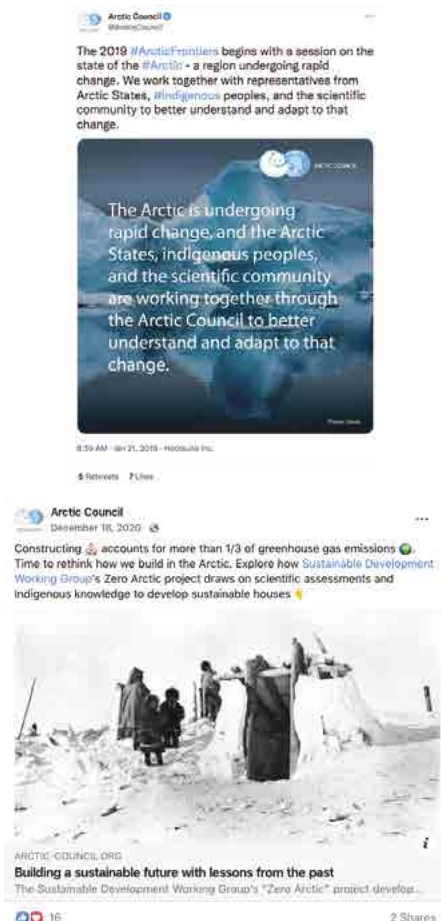 Arctic Council
@ArcticCouncil
The 2019 #ArcticFrontiers begins with a session on the
state of the #Arctic - a region undergoing rapid
change. We work together with representatives from
Arctic States, #Indigenous peoples, and the scientific
community to better understand and adapt to that
change.
ARCTIC COUNCIL
The Arctic is undergoing
rapid change, and the Arctic
States, indigenous peoples,
and the scientific community
are working together through
the Arctic Council to better
understand and adapt to that
change.
8:59 AM · Jan 21, 2019 · Hootsuite Inc.
5 Retweets 7 Likes
Arctic Council
December 18, 2020
Constructing 🏠 accounts for more than 1/3 of greenhouse gas emissions 🌍.
Time to rethink how we build in the Arctic. Explore how Sustainable Development
Working Group's Zero Arctic project draws on scientific assessments and
Indigenous knowledge to develop sustainable houses 👇
i
ARCTIC-COUNCIL.ORG
Building a sustainable future with lessons from the past
The Sustainable Development Working Group's "Zero Arctic" project develop...
16
2 Shares